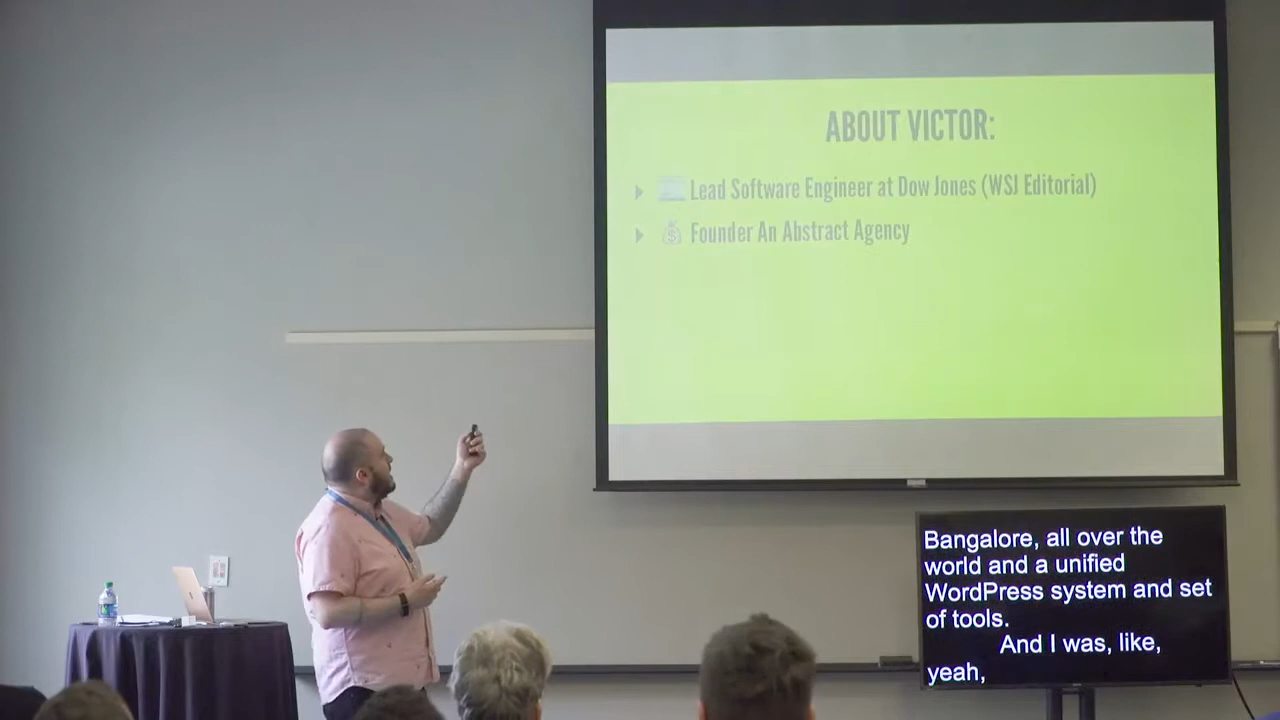 ABOUT VICTOR:
Lead Software Engineer at Dow Jones (WSJ Editorial)
Founder An Abstract Agency
Bangalore, all over the
world and a unified
WordPress system and set
of tools.
And I was, like,
yeah,